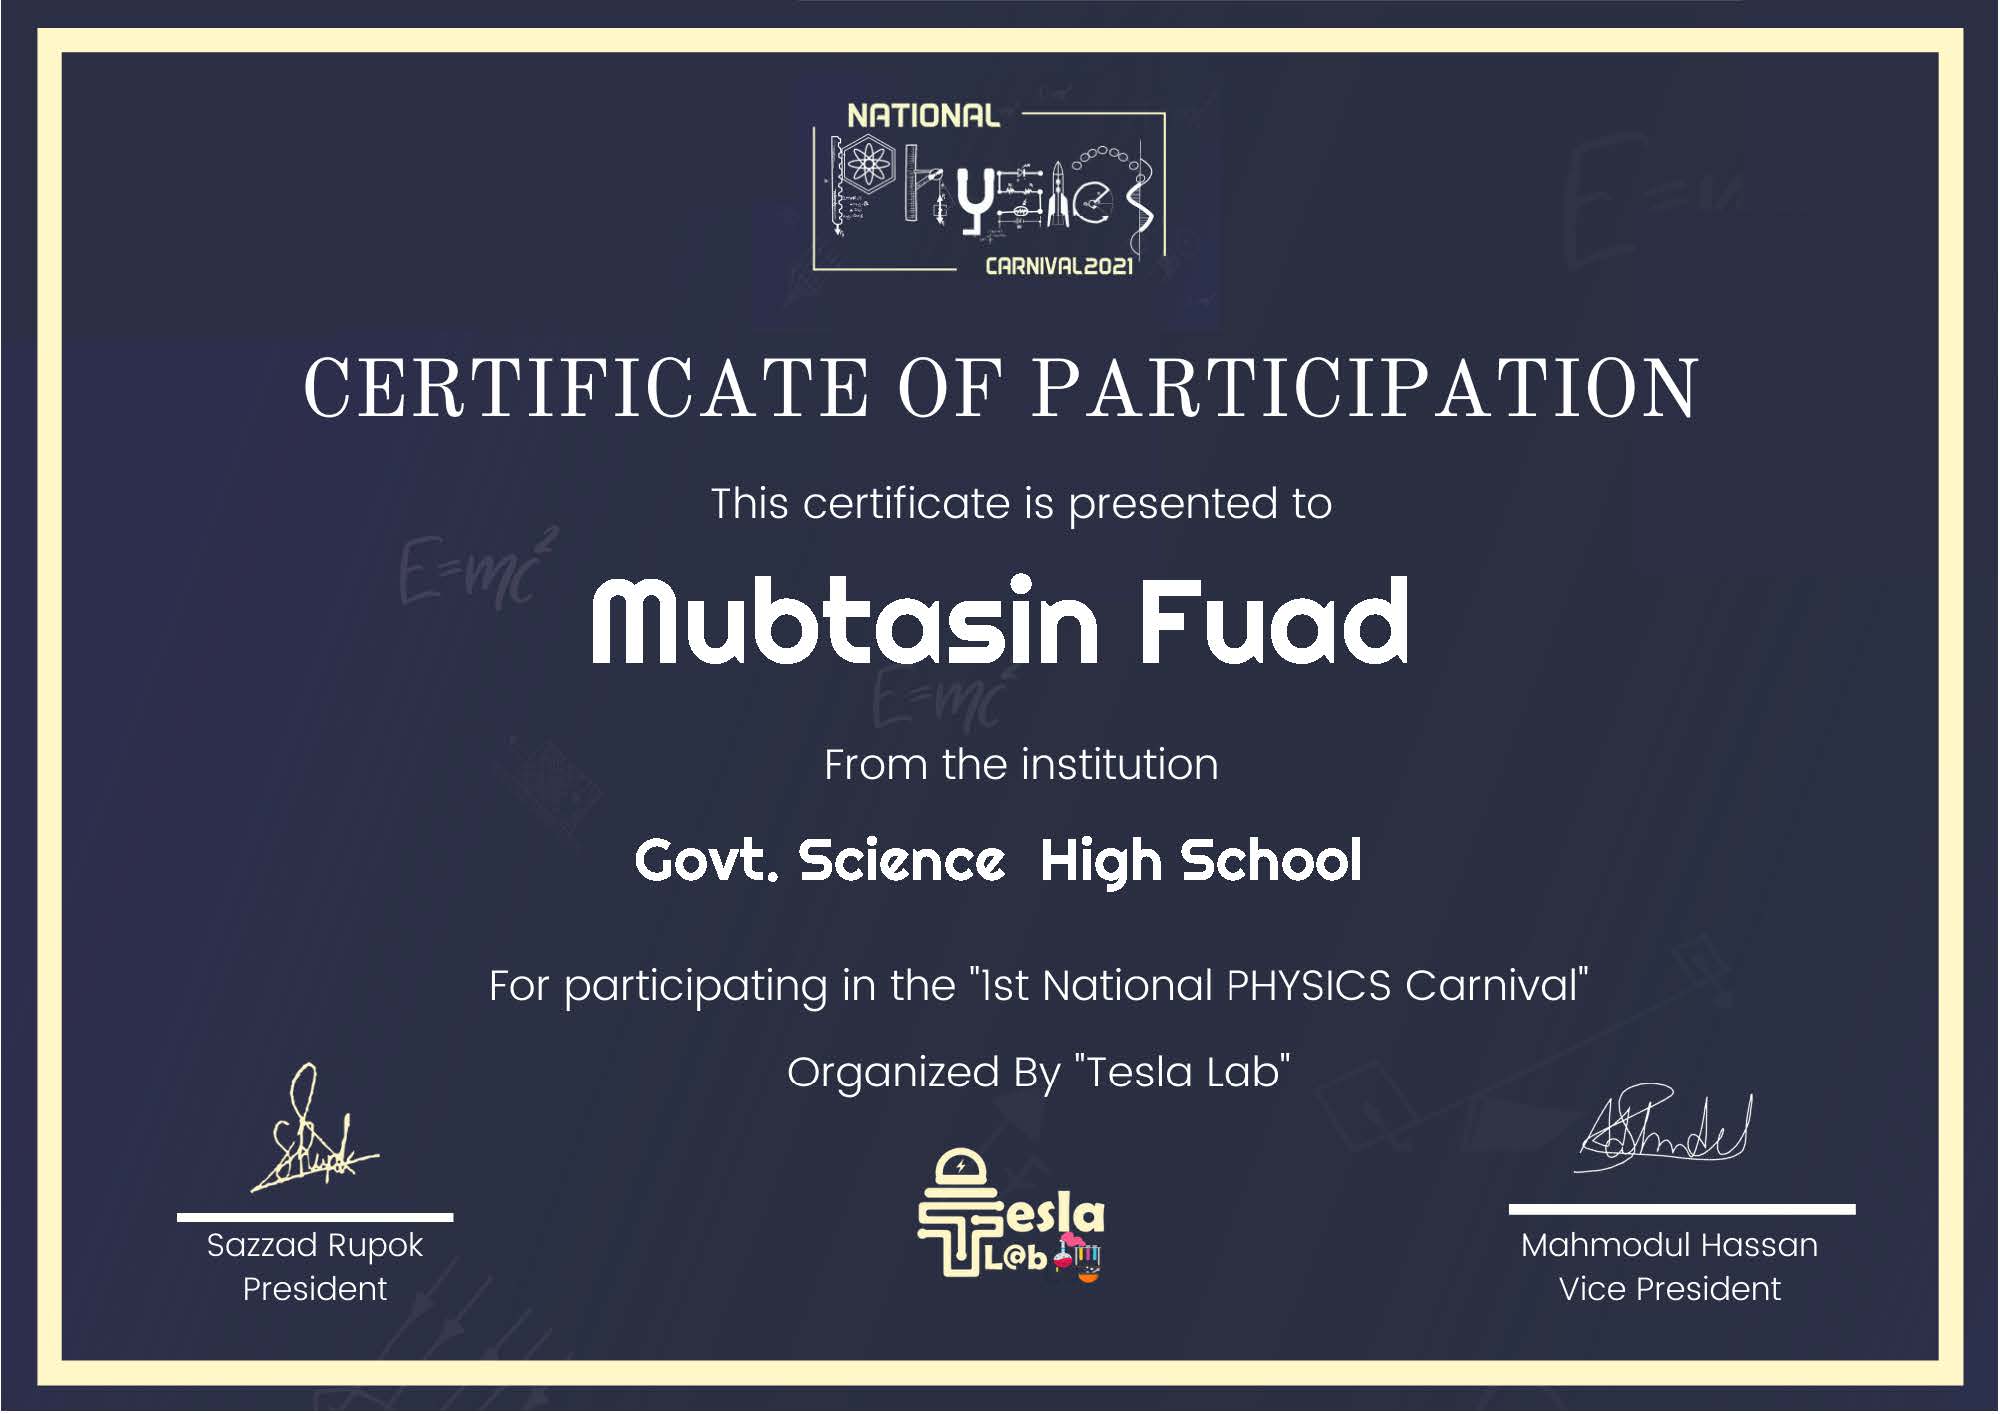 NATIONAL
Physics
CARNIVAL2021
CERTIFICATE OF PARTICIPATION
This certificate is presented to
E=mc²
Mubtasin Fuad
E=mc²
From the institution
Govt. Science High School
For participating in the "1st National PHYSICS Carnival"
Organized By "Tesla Lab"
Tesla
L@b
Sazzad Rupok
President
Mahmodul Hassan
Vice President